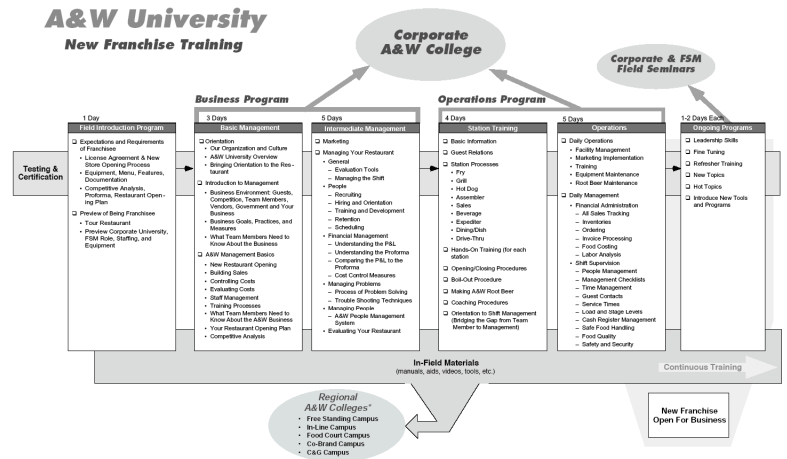 A&W University
New Franchise Training
Corporate
A&W College
Corporate & FSM
Field Seminars
Business Program
Operations Program
Testing &
Certification
1 Day
Field Introduction Program
❑ Expectations and Requirements
of Franchisee
• License Agreement & New
Store Opening Process
• Equipment, Menu, Features,
Documentation
• Competitive Analysis,
Proforma, Restaurant Open-
ing Plan
❑ Preview of Being Franchisee
• Tour Restaurant
• Preview Corporate University,
FSM Role, Staffing, and
Equipment
3 Days
Basic Management
❑ Orientation
• Our Organization and Culture
• A&W University Overview
• Bringing Orientation to the Res-
taurant
❑ Introduction to Management
• Business Environment: Guests,
Competition, Team Members,
Vendors, Government and Your
Business
• Business Goals, Practices, and
Measures
• What Team Members Need to
Know About the Business
❑ A&W Management Basics
• New Restaurant Opening
• Building Sales
• Controlling Costs
• Evaluating Costs
• Staff Management
• Training Processes
• What Team Members Need to
Know About the A&W Business
• Your Restaurant Opening Plan
• Competitive Analysis
5 Days
Intermediate Management
❑ Marketing
❑ Managing Your Restaurant
• General
– Evaluation Tools
– Managing the Shift
• People
– Recruiting
– Hiring and Orientation
– Training and Development
– Retention
– Scheduling
• Financial Management
– Understanding the P&L
– Understanding the Proforma
– Comparing the P&L to the
Proforma
– Cost Control Measures
• Managing Problems
– Process of Problem Solving
– Trouble Shooting Techniques
• Managing People
– A&W People Management
System
• Evaluating Your Restaurant
4 Days
Station Training
❑ Basic Information
❑ Guest Relations
❑ Station Processes
• Fry
• Grill
• Hot Dog
• Assembler
• Sales
• Beverage
• Expediter
• Dining/Dish
• Drive-Thru
❑ Hands-On Training (for each
station)
❑ Opening/Closing Procedures
❑ Boil-Out Procedure
❑ Making A&W Root Beer
❑ Coaching Procedures
❑ Orientation to Shift Management
(Bridging the Gap from Team
Member to Management)
5 Days
Operations
❑ Daily Operations
• Facility Management
• Marketing Implementation
• Training
• Equipment Maintenance
• Root Beer Maintenance
❑ Daily Management
• Financial Administration
– All Sales Tracking
– Inventories
– Ordering
– Invoice Processing
– Food Costing
– Labor Analysis
• Shift Supervision
– People Management
– Management Checklists
– Time Management
– Guest Contacts
– Service Times
– Load and Stage Levels
– Cash Register Management
– Safe Food Handling
– Food Quality
– Safety and Security
1-2 Days Each
Ongoing Programs
❑ Leadership Skills
❑ Fine Tuning
❑ Refresher Training
❑ New Topics
❑ Hot Topics
❑ Introduce New Tools
and Programs
In-Field Materials
(manuals, aids, videos, tools, etc.)
Continuous Training
Regional
A&W Colleges*
• Free Standing Campus
• In-Line Campus
• Food Court Campus
• Co-Brand Campus
• C&G Campus
New Franchise
Open For Business